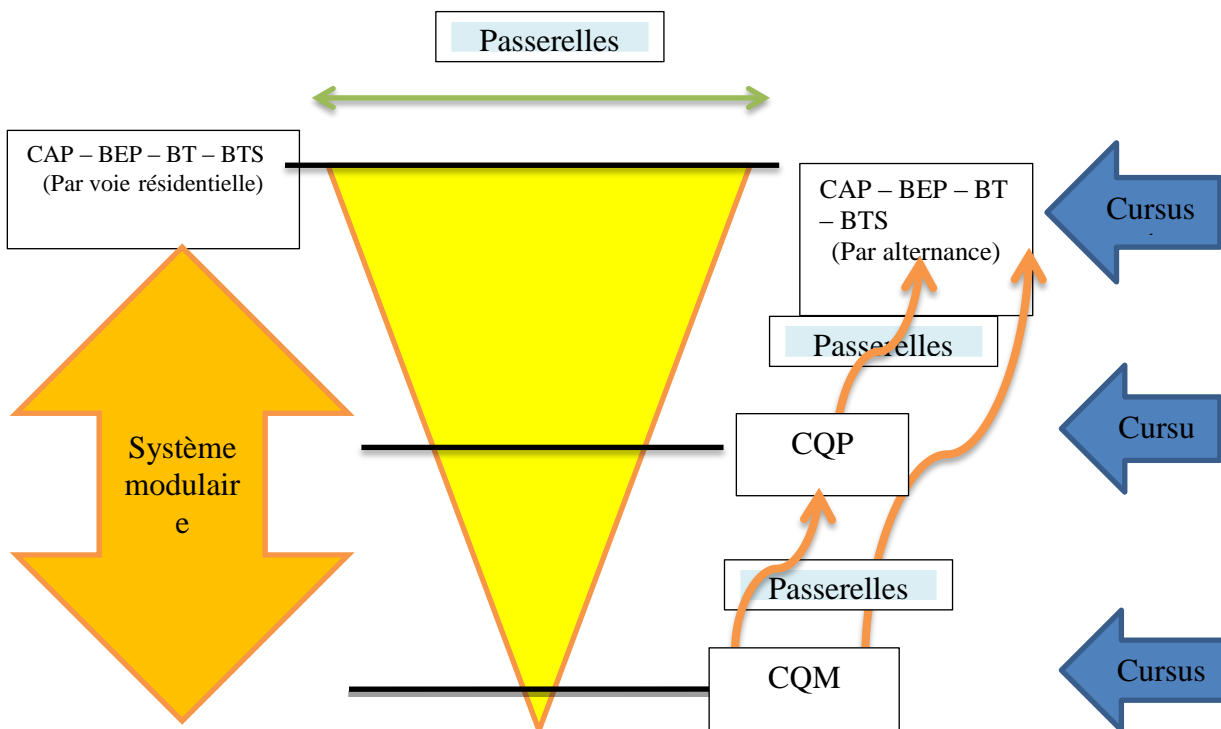 Passerelles
CAP – BEP – BT – BTS
(Par voie résidentielle)
CAP – BEP – BT
– BTS
(Par alternance)
Cursus
Passerelles
Système
modulair
e
CQP
Cursu
Passerelles
CQM
Cursus